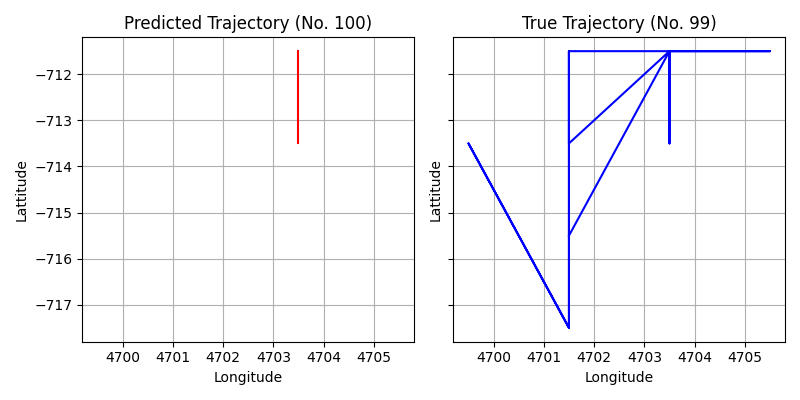 Predicted Trajectory (No. 100)
True Trajectory (No. 99)
−712
−713
−714
−715
−716
−717
Lattitude
Lattitude
4700 4701 4702 4703 4704 4705
4700 4701 4702 4703 4704 4705
Longitude
Longitude